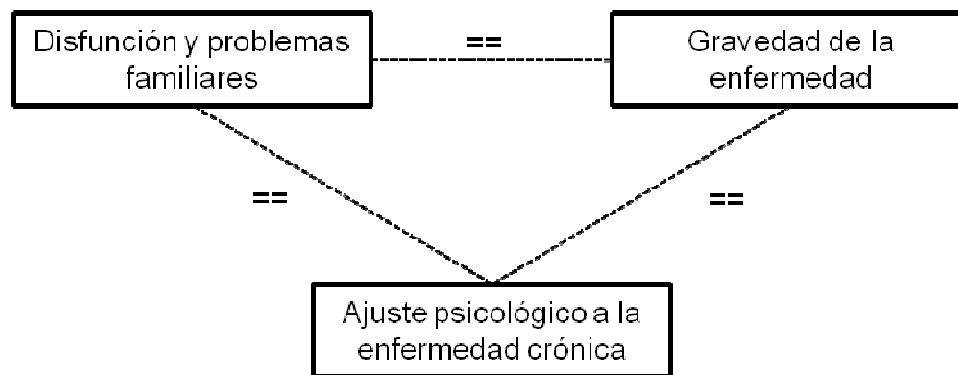 Disfunción y problemas
familiares
==
Gravedad de la
enfermedad
==
==
Ajuste psicológico a la
enfermedad crónica